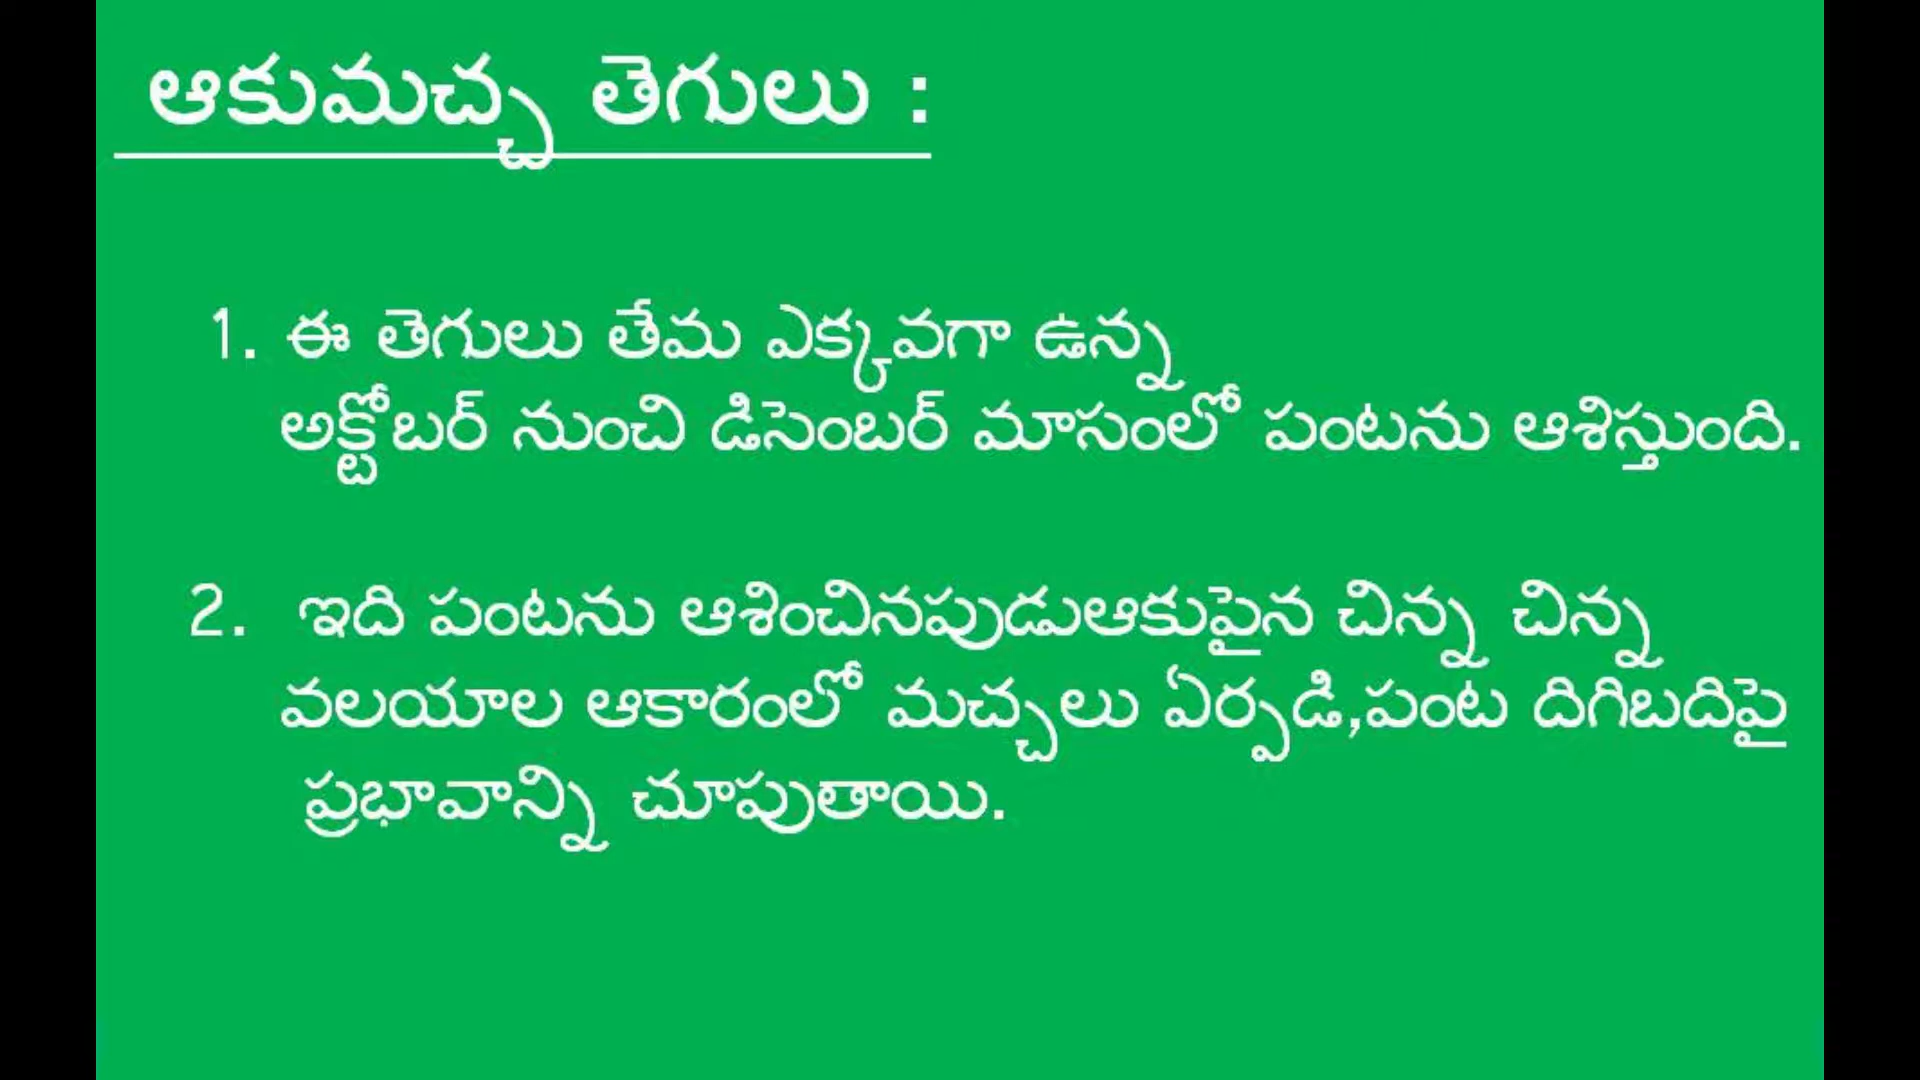 ఆకుమచ్చ తెగులు :
1. ఈ తెగులు తేమ ఎక్కవగా ఉన్న
అక్టోబర్ నుంచి డిసెంబర్ మాసంలో పంటను ఆశిస్తుంది.
2. ఇది పంటను ఆశించినపుడుఆకుపైన చిన్న చిన్న
వలయాల ఆకారంలో మచ్చలు ఏర్పడి,పంట దిగిబదిపై
ప్రభావాన్ని చూపుతాయి.